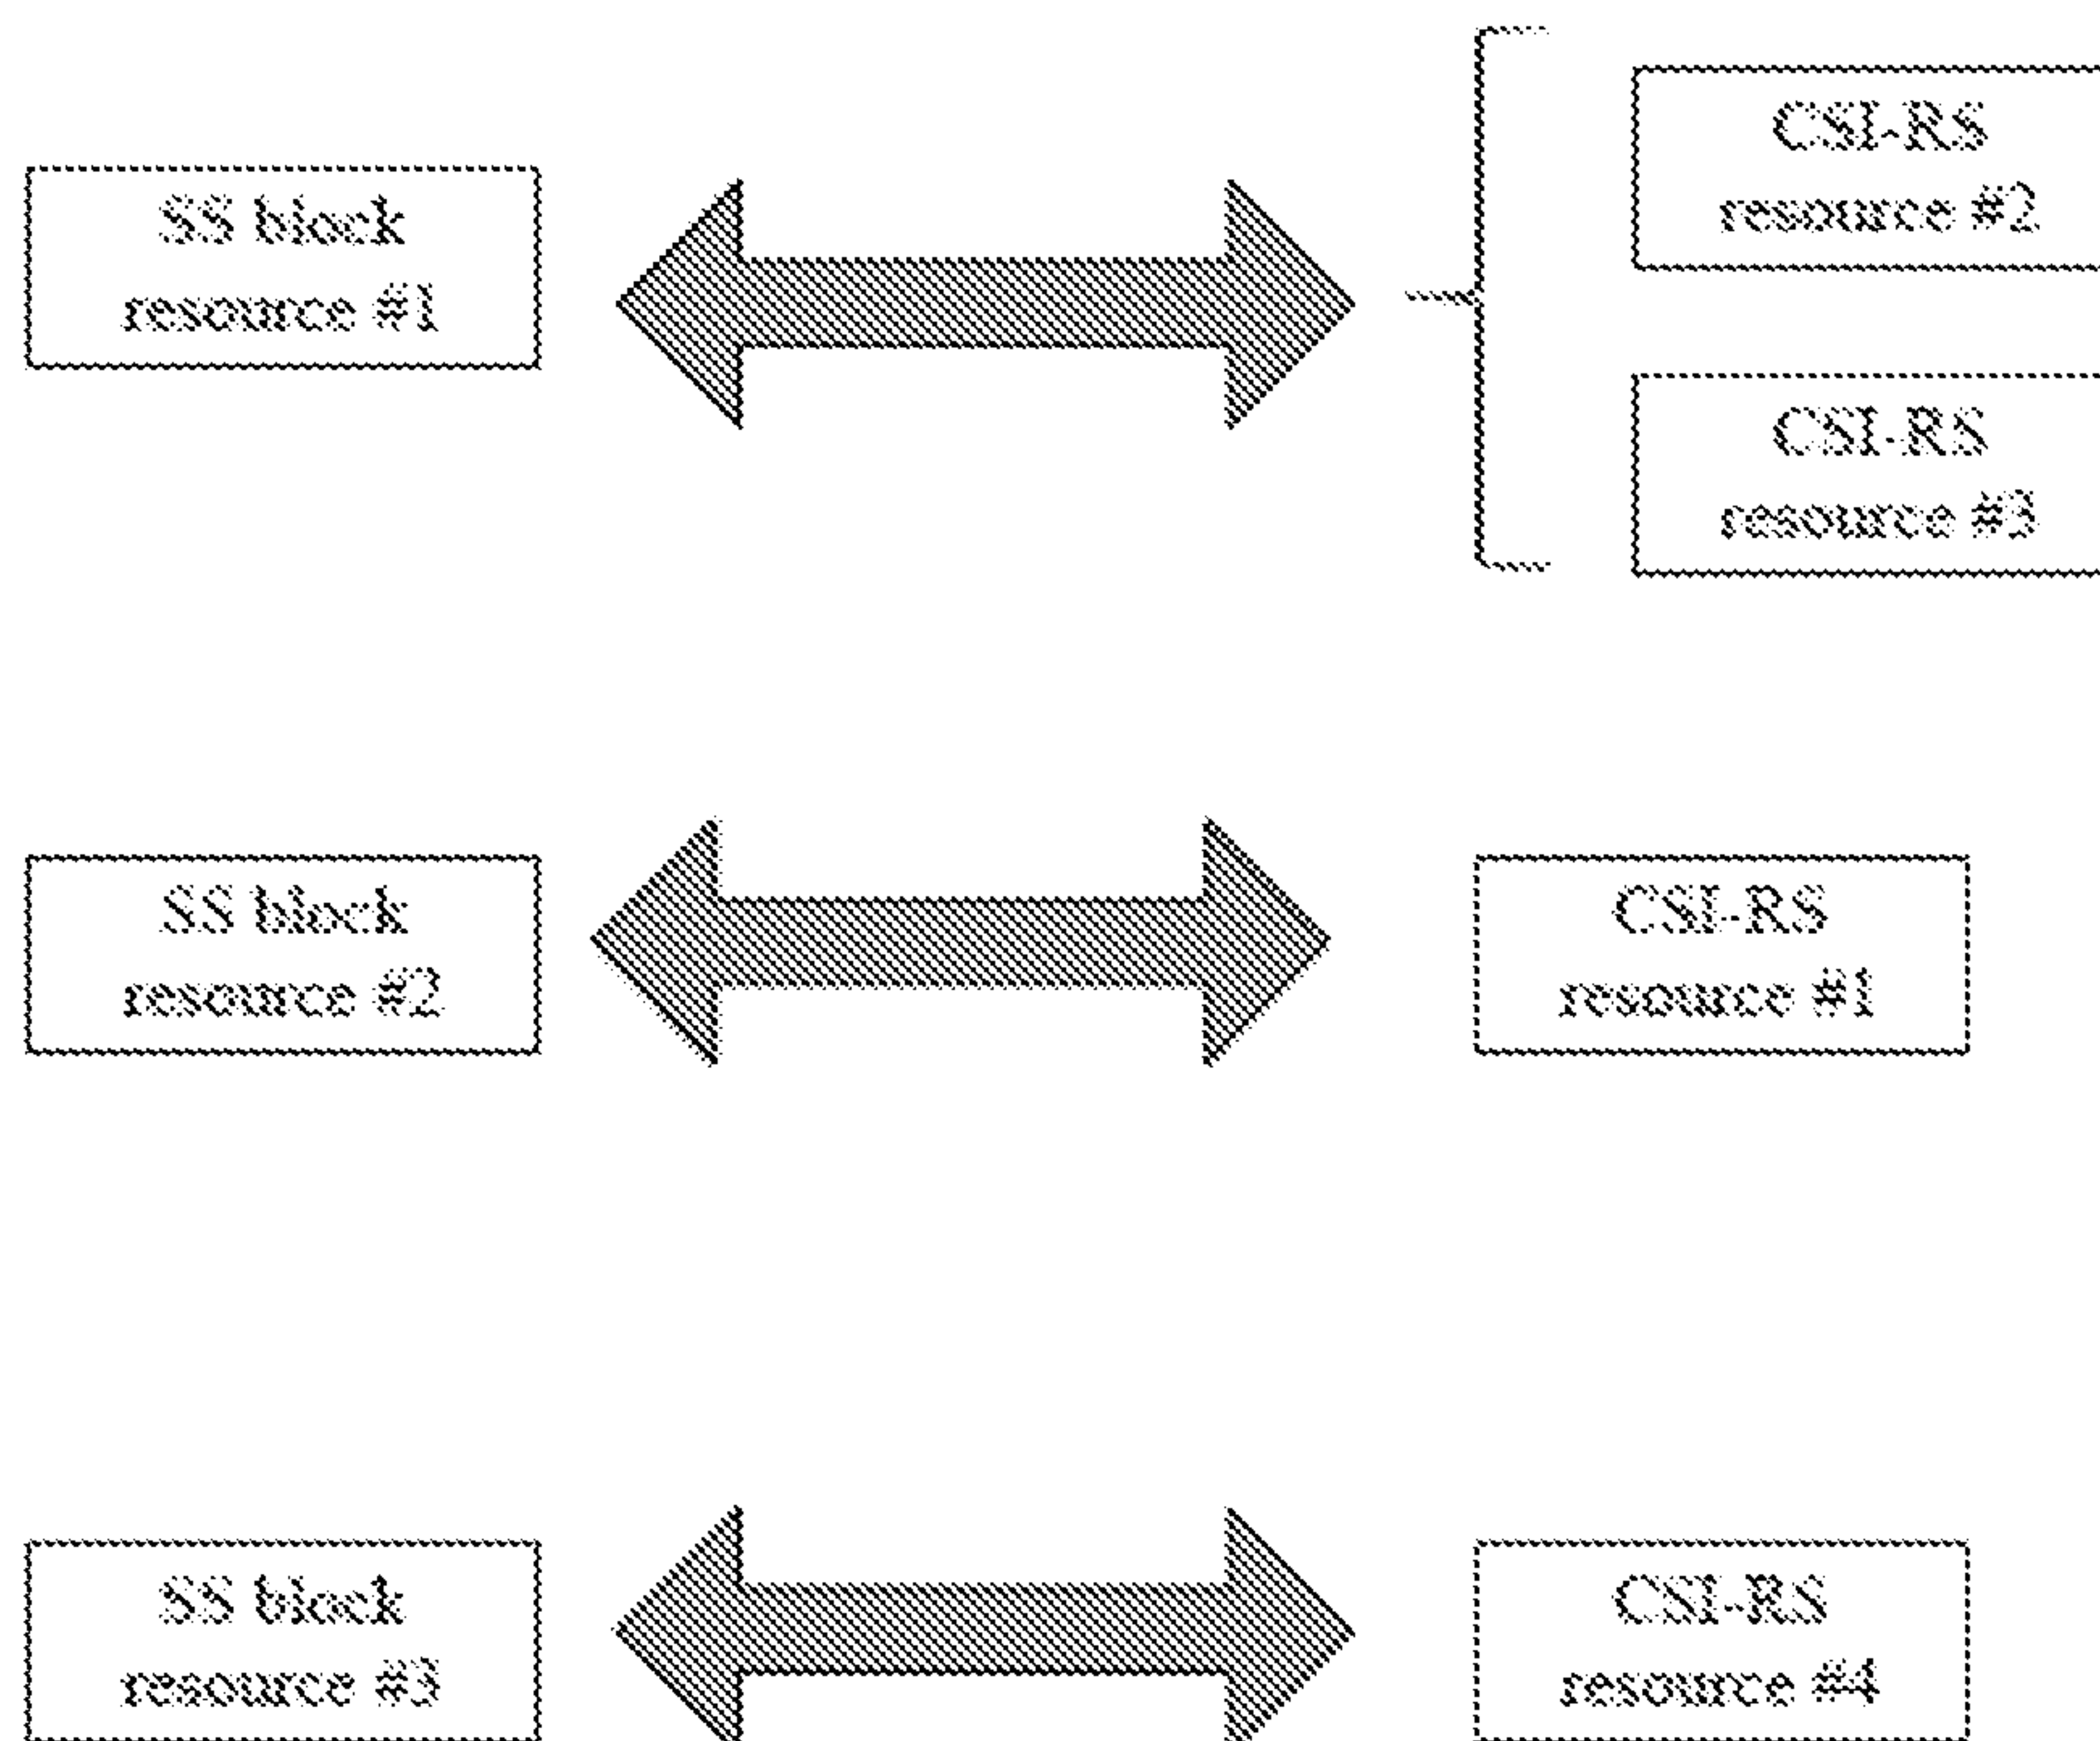 SS block
resource #1
CSI-RS
resource #2
CSI-RS
resource #3
SS block
resource #2
CSI-RS
resource #1
SS block
resource #3
CSI-RS
resource #4